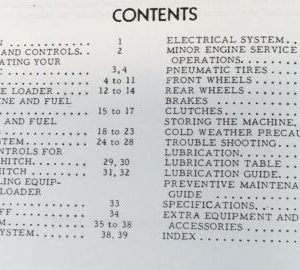 CONTENTS
N . . . . . . . . . . . 1
AND CONTROLS. . 2
ATING YOUR
. . . . . . . . . . 3,4
. . . . . . . . . . 4 to 11
E LOADER . . . . 12 to 14
INE AND FUEL
. . . . . . . . . . 15 to 17
AND FUEL
. . . . . . . . . . 18 to 23
STEM. . . . . . . 24 to 28
NTROLS FOR
HITCH . . . . . . 29, 30
ITCH . . . . . . . 31, 32
LING EQUIP-
LOADER
. . . . . . . . . . 33
FF . . . . . . . . 34
M. . . . . . . . . 35 to 38
YSTEM. . . . . . 38, 39
ELECTRICAL SYSTEM. . .
MINOR ENGINE SERVICE
OPERATIONS. . . . . . . .
PNEUMATIC TIRES . . . .
FRONT WHEELS . . . . . .
REAR WHEELS . . . . . . .
BRAKES . . . . . . . . . .
CLUTCHES. . . . . . . . . .
STORING THE MACHINE.
COLD WEATHER PRECAU
TROUBLE SHOOTING. . . .
LUBRICATION. . . . . . . .
LUBRICATION TABLE . . .
LUBRICATION GUIDE. . . .
PREVENTIVE MAINTENA
GUIDE . . . . . . . . . .
SPECIFICATIONS. . . . . .
EXTRA EQUIPMENT AND
ACCESSORIES . . . . . . .
INDEX . . . . . . . . . . .